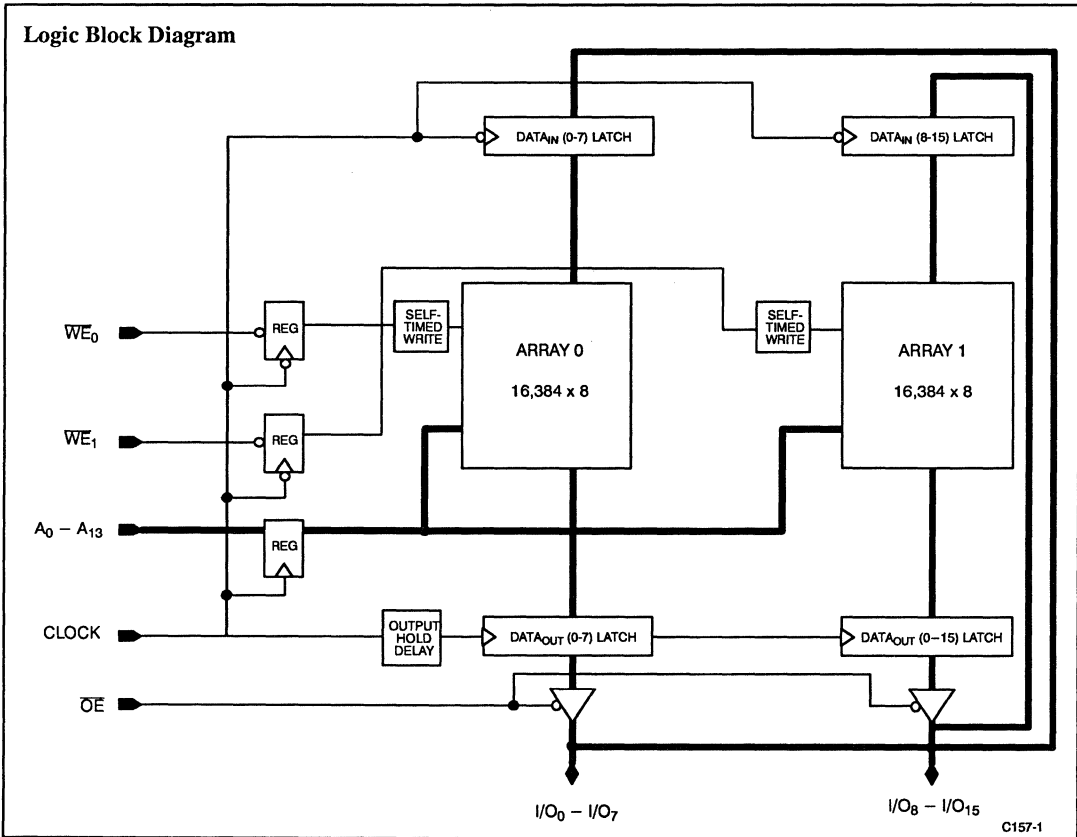 Logic Block Diagram
DATAIN (0-7) LATCH
DATAIN (8-15) LATCH
WE0
REG
SELF-
TIMED
WRITE
ARRAY 0
16,384 x 8
SELF-
TIMED
WRITE
ARRAY 1
16,384 x 8
WE1
REG
A0 – A13
REG
CLOCK
OUTPUT
HOLD
DELAY
DATAOUT (0-7) LATCH
DATAOUT (0–15) LATCH
OE
I/O0 – I/O7
I/O8 – I/O15
C157-1